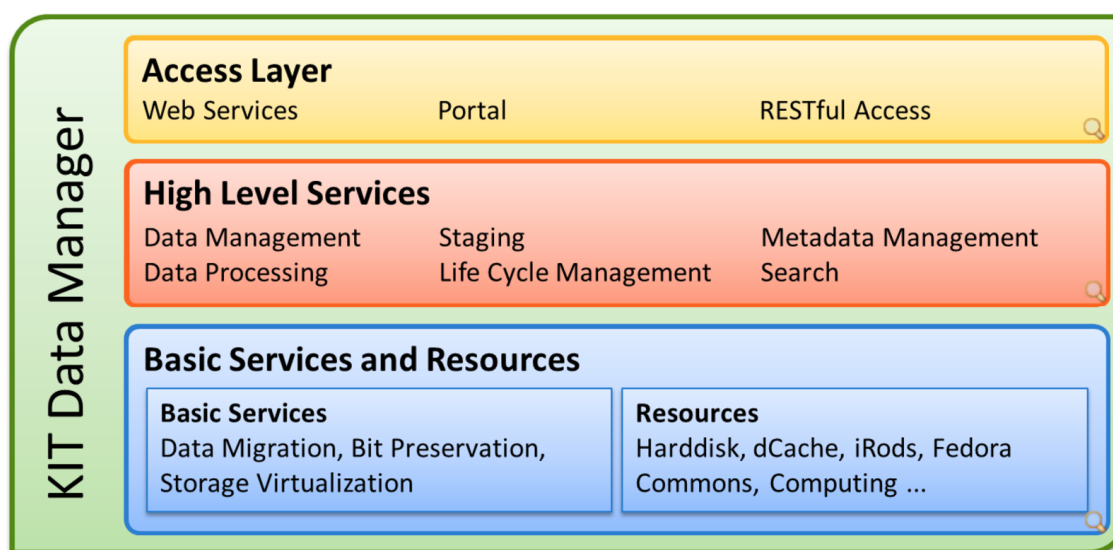 KIT Data Manager
Access Layer
Web Services Portal RESTful Access
High Level Services
Data Management Staging Metadata Management
Data Processing Life Cycle Management Search
Basic Services and Resources
Basic Services
Data Migration, Bit Preservation,
Storage Virtualization
Resources
Harddisk, dCache, iRods, Fedora
Commons, Computing ...